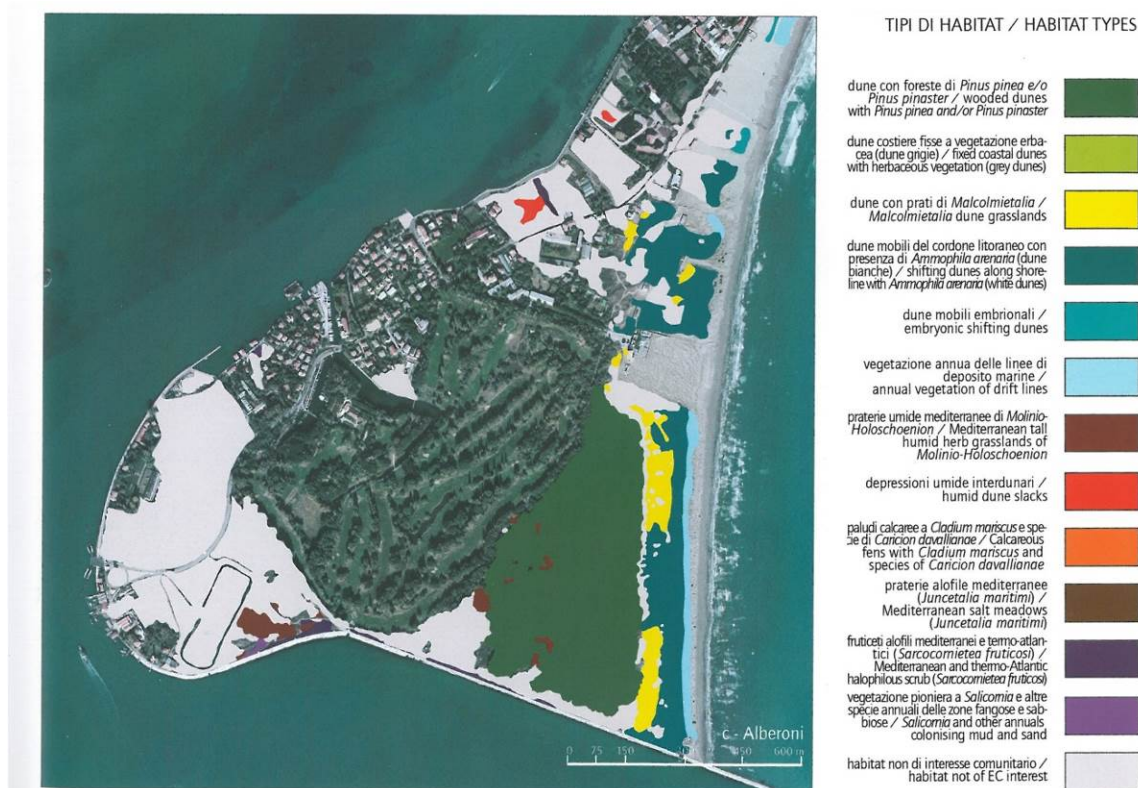 TIPI DI HABITAT / HABITAT TYPES
dune con foreste di Pinus pinea e/o
Pinus pinaster / wooded dunes
with Pinus pinea and/or Pinus pinaster
dune costiere fisse a vegetazione erba-
cea (dune grigie) / fixed coastal dunes
with herbaceous vegetation (grey dunes)
dune con prati di Malcolmietalia /
Malcolmietalia dune grasslands
dune mobili del cordone litoraneo con
presenza di Ammophila arenaria (dune
bianche) / shifting dunes along shore-
line with Ammophila arenaria (white dunes)
dune mobili embrionali /
embryonic shifting dunes
vegetazione annua delle linee di
deposito marine /
annual vegetation of drift lines
praterie umide mediterranee di Molinio-
Holoschoenion / Mediterranean tall
humid herb grasslands of
Molinio-Holoschoenion
depressioni umide interdunari /
humid dune slacks
paludi calcaree a Cladium mariscus e spe-
cie di Caricion davallianae / Calcareous
fens with Cladium mariscus and
species of Caricion davallianae
praterie alofile mediterranee
(Juncetalia maritimi) /
Mediterranean salt meadows
(Juncetalia maritimi)
fruticeti alofili mediterranei e termo-atlan-
tici (Sarcocornietea fruticosi) /
Mediterranean and thermo-Atlantic
halophilous scrub (Sarcocornietea fruticosi)
vegetazione pioniera a Salicornia e altre
specie annuali delle zone fangose e sab-
biose / Salicornia and other annuals
colonising mud and sand
habitat non di interesse comunitario /
habitat not of EC interest
c - Alberoni
0 75 150 300 450 600 m